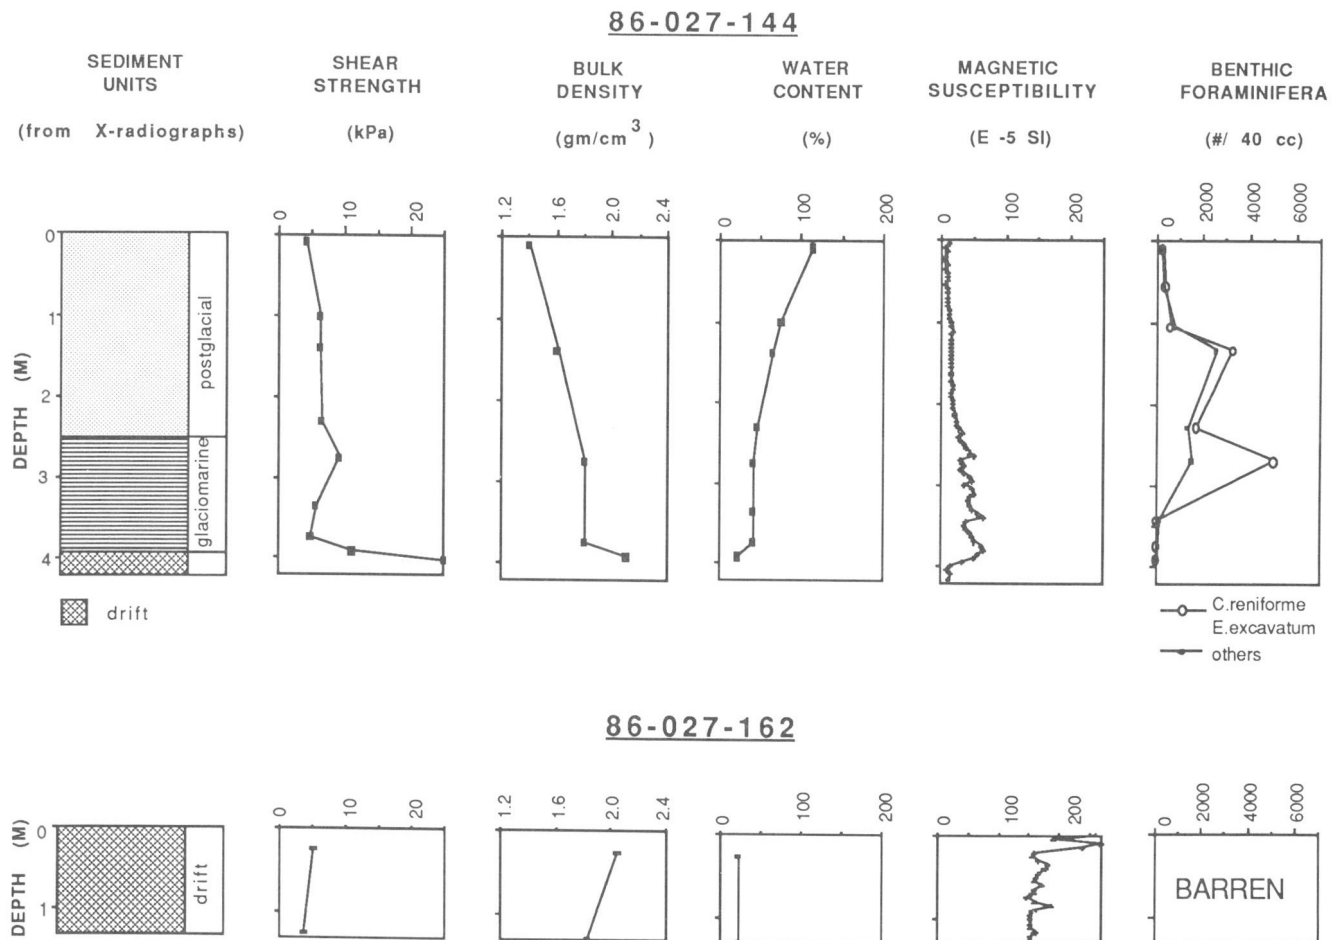 86-027-144
SEDIMENT
UNITS
(from X-radiographs)
SHEAR
STRENGTH
(kPa)
BULK
DENSITY
(gm/cm3)
WATER
CONTENT
(%)
MAGNETIC
SUSCEPTIBILITY
(E -5 SI)
BENTHIC
FORAMINIFERA
(#/ 40 cc)
0 10 20
1.2 1.6 2.0 2.4
0 100 200
0 100 200
0 2000 4000 6000
DEPTH (M)
0
1
2
3
4
postglacial
glaciomarine
drift
C.reniforme
E.excavatum
others
86-027-162
0 10 20
1.2 1.6 2.0 2.4
0 100 200
0 100 200
0 2000 4000 6000
DEPTH (M)
0
1
drift
BARREN